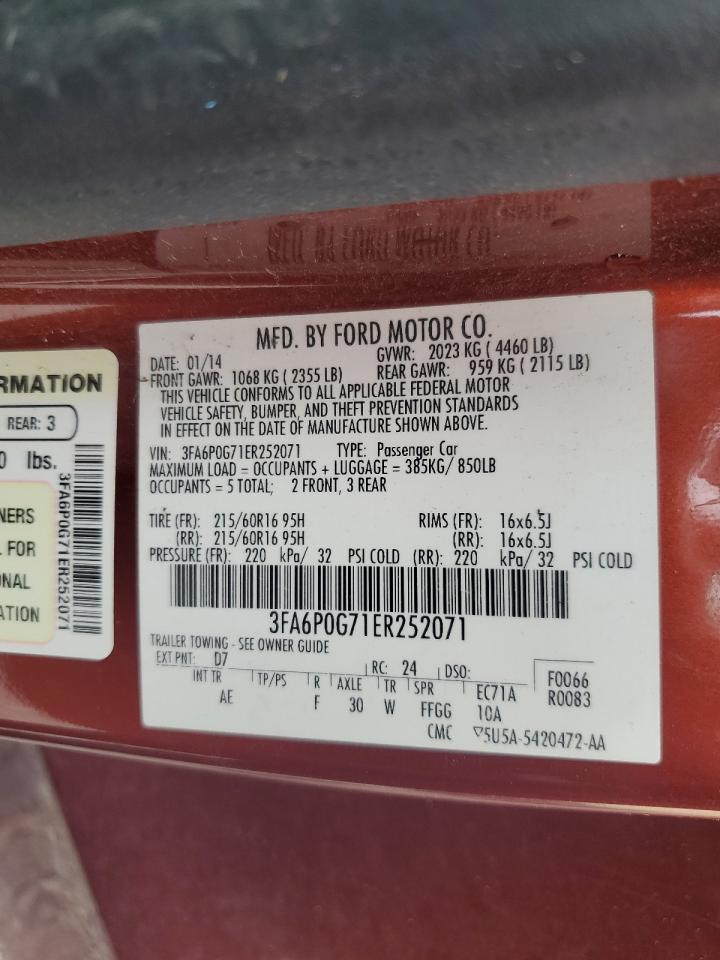 MFD. BY FORD MOTOR CO.
DATE: 01/14 GVWR: 2023 KG ( 4460 LB)
FRONT GAWR: 1068 KG ( 2355 LB) REAR GAWR: 959 KG ( 2115 LB)
THIS VEHICLE CONFORMS TO ALL APPLICABLE FEDERAL MOTOR
VEHICLE SAFETY, BUMPER, AND THEFT PREVENTION STANDARDS
IN EFFECT ON THE DATE OF MANUFACTURE SHOWN ABOVE.
VIN: 3FA6P0G71ER252071 TYPE: Passenger Car
MAXIMUM LOAD = OCCUPANTS + LUGGAGE = 385KG/ 850LB
OCCUPANTS = 5 TOTAL; 2 FRONT, 3 REAR
TIRE (FR): 215/60R16 95H RIMS (FR): 16x6.5J
(RR): 215/60R16 95H (RR): 16x6.5J
PRESSURE (FR): 220 kPa/ 32 PSI COLD (RR): 220 kPa/ 32 PSI COLD
3FA6P0G71ER252071
TRAILER TOWING - SEE OWNER GUIDE
EXT PNT: D7 RC: 24 DSO: F0066
INT TR TP/PS R AXLE TR SPR EC71A R0083
AE F 30 W FFGG 10A
CMC 5U5A-5420472-AA
RMATION
REAR: 3
0 lbs.
NERS
L FOR
ONAL
ATION
3FA6P0G71ER252071